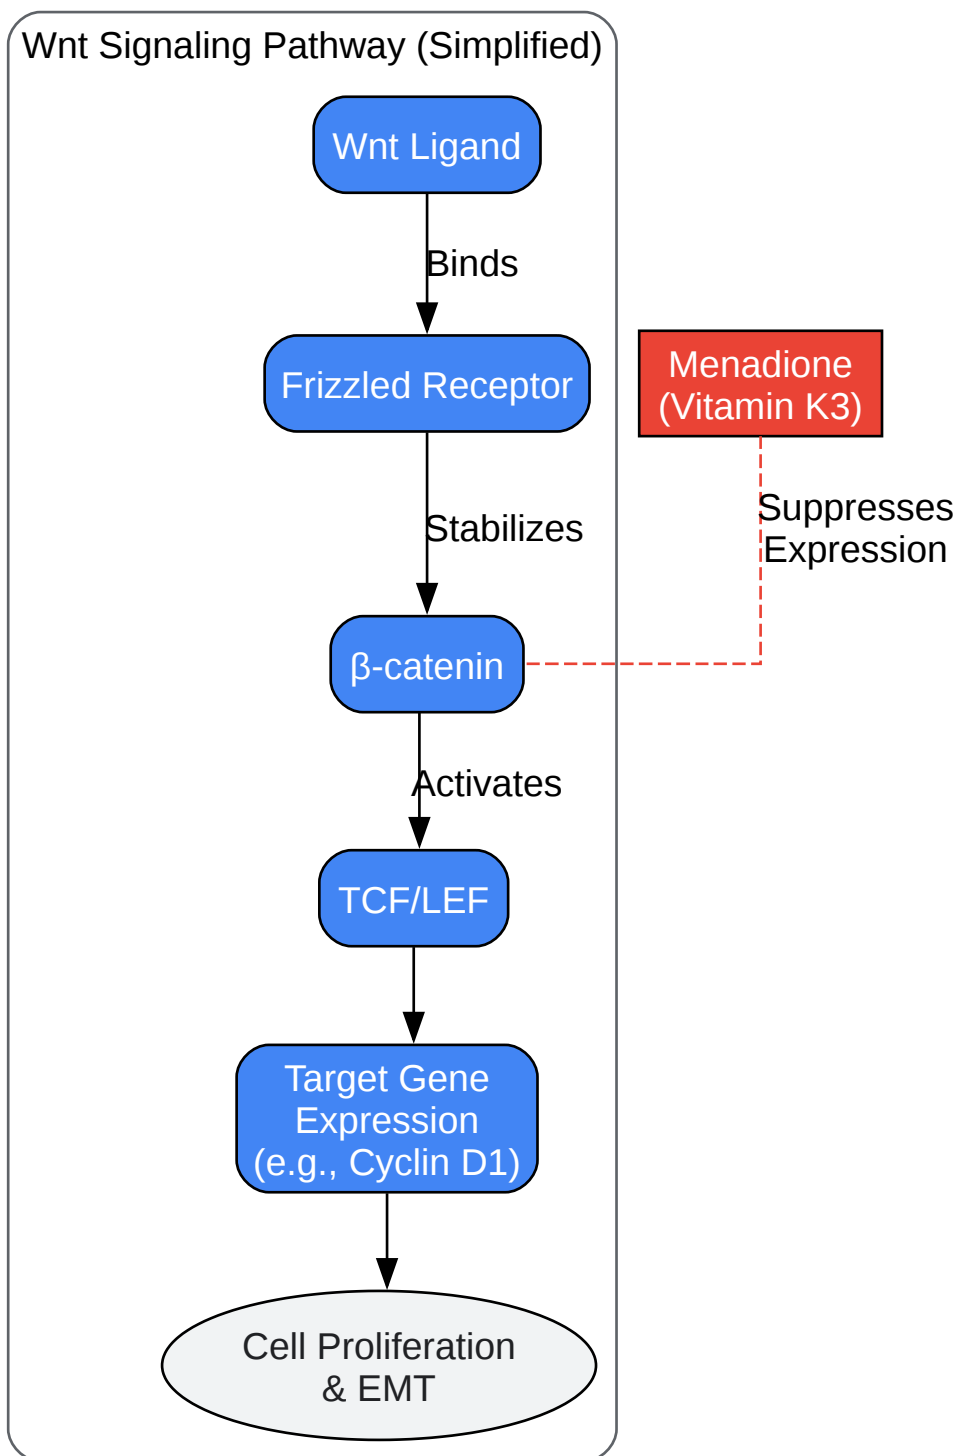 Wnt Signaling Pathway (Simplified)
Wnt Ligand
Binds
Frizzled Receptor
Menadione
(Vitamin K3)
Suppresses
Expression
Stabilizes
β-catenin
Activates
TCF/LEF
Target Gene
Expression
(e.g., Cyclin D1)
Cell Proliferation
& EMT